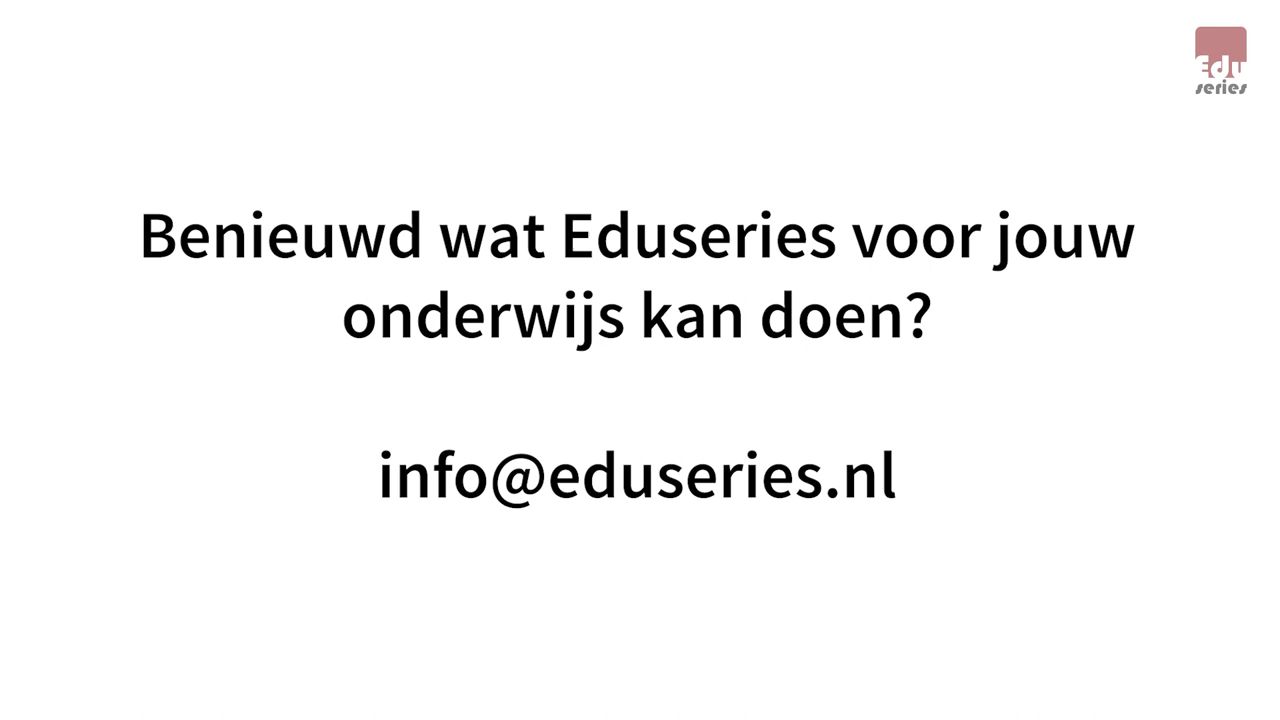 Edu
series
Benieuwd wat Eduseries voor jouw
onderwijs kan doen?
info@eduseries.nl